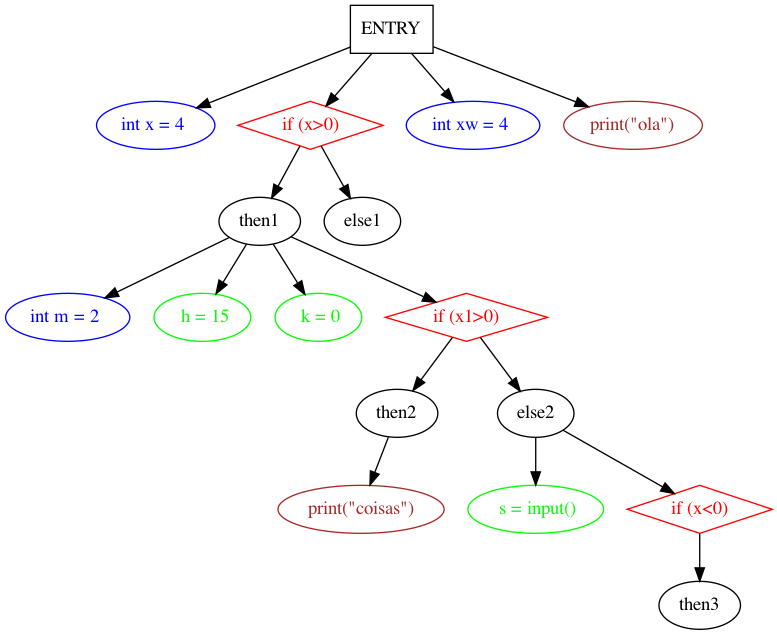 ENTRY
int x = 4
if (x>0)
int xw = 4
print("ola")
then1
else1
int m = 2
h = 15
k = 0
if (x1>0)
then2
else2
print("coisas")
s = input()
if (x<0)
then3